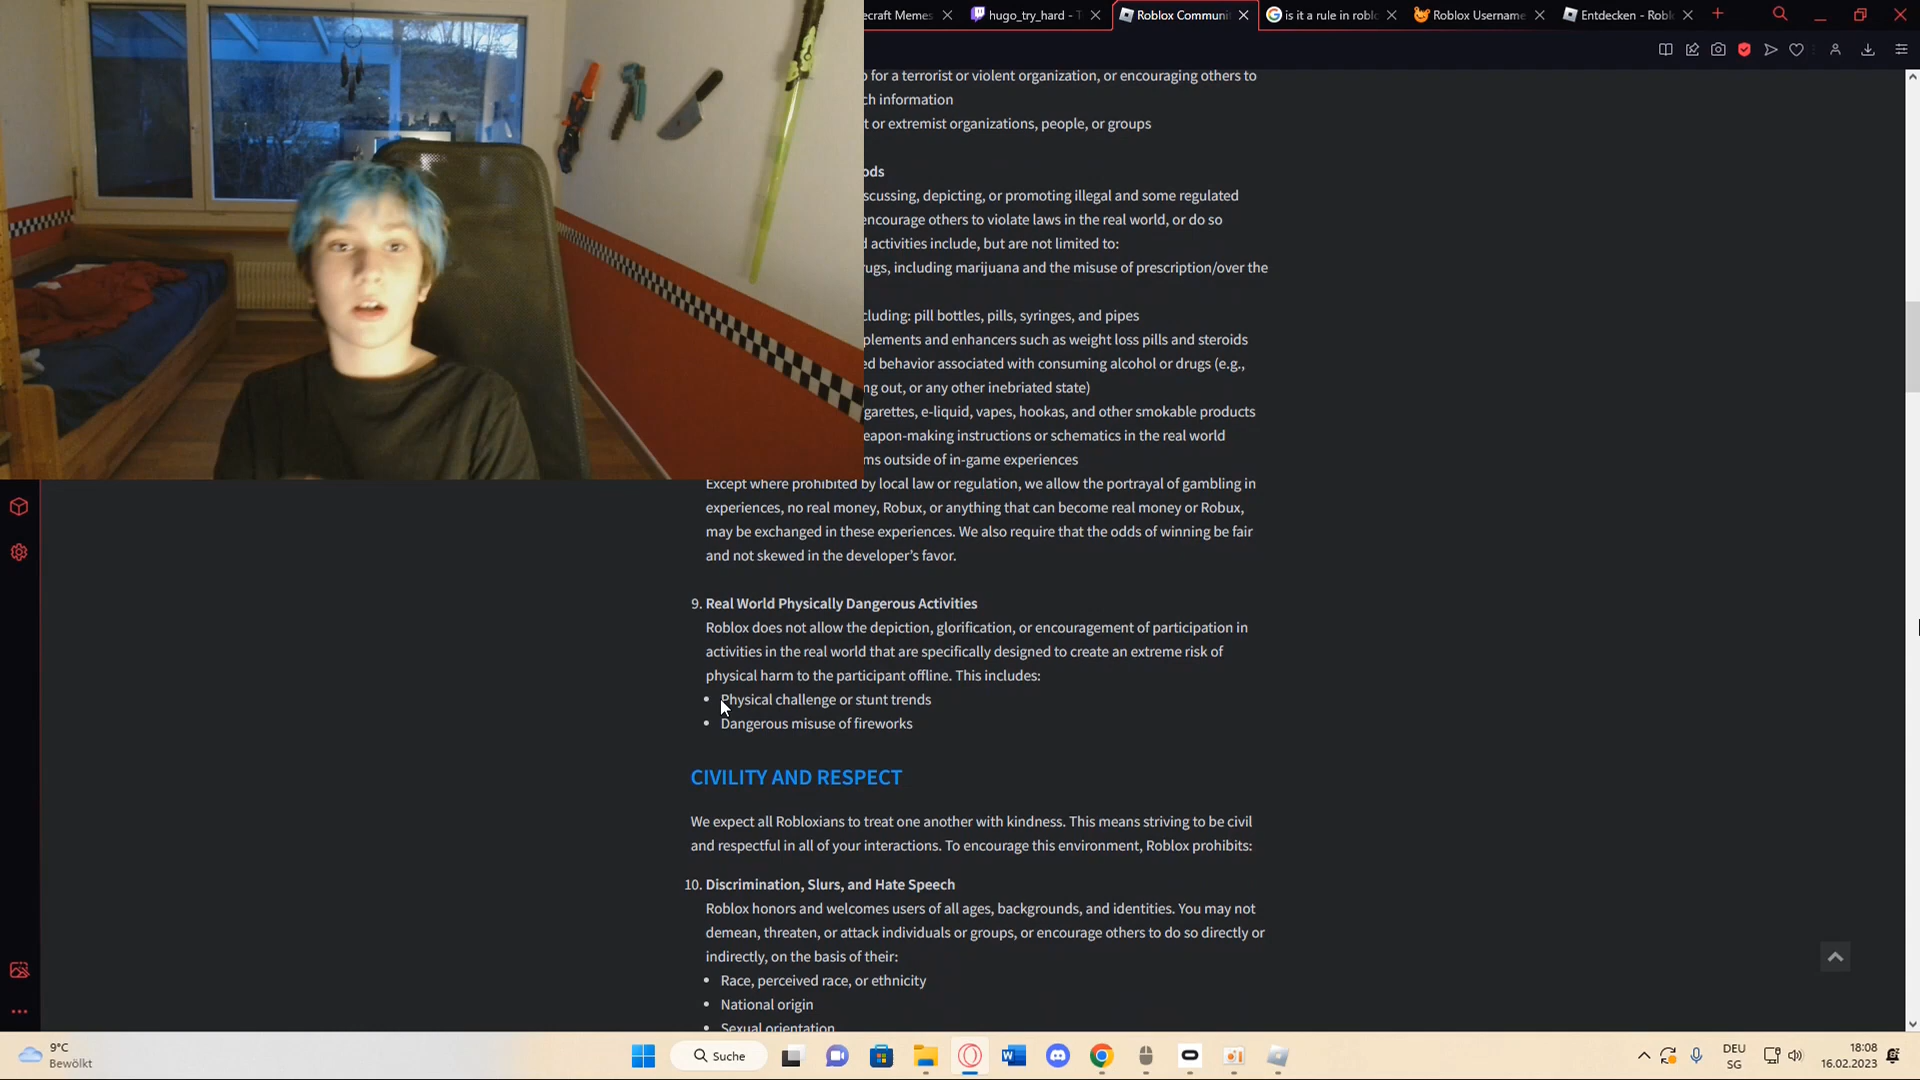 ecraft Memes
hugo_try_hard - T
Roblox Communi
is it a rule in roblo
Roblox Username
Entdecken - Robl
for a terrorist or violent organization, or encouraging others to
ch information
t or extremist organizations, people, or groups
ods
scussing, depicting, or promoting illegal and some regulated
encourage others to violate laws in the real world, or do so
d activities include, but are not limited to:
rugs, including marijuana and the misuse of prescription/over the
cluding: pill bottles, pills, syringes, and pipes
plements and enhancers such as weight loss pills and steroids
ed behavior associated with consuming alcohol or drugs (e.g.,
ng out, or any other inebriated state)
garettes, e-liquid, vapes, hookas, and other smokable products
eapon-making instructions or schematics in the real world
ms outside of in-game experiences
Except where prohibited by local law or regulation, we allow the portrayal of gambling in
experiences, no real money, Robux, or anything that can become real money or Robux,
may be exchanged in these experiences. We also require that the odds of winning be fair
and not skewed in the developer's favor.
9. Real World Physically Dangerous Activities
Roblox does not allow the depiction, glorification, or encouragement of participation in
activities in the real world that are specifically designed to create an extreme risk of
physical harm to the participant offline. This includes:
• Physical challenge or stunt trends
• Dangerous misuse of fireworks
CIVILITY AND RESPECT
We expect all Robloxians to treat one another with kindness. This means striving to be civil
and respectful in all of your interactions. To encourage this environment, Roblox prohibits:
10. Discrimination, Slurs, and Hate Speech
Roblox honors and welcomes users of all ages, backgrounds, and identities. You may not
demean, threaten, or attack individuals or groups, or encourage others to do so directly or
indirectly, on the basis of their:
• Race, perceived race, or ethnicity
• National origin
• Sexual orientation
9°C
Bewölkt
Suche
DEU
SG
18:08
16.02.2023